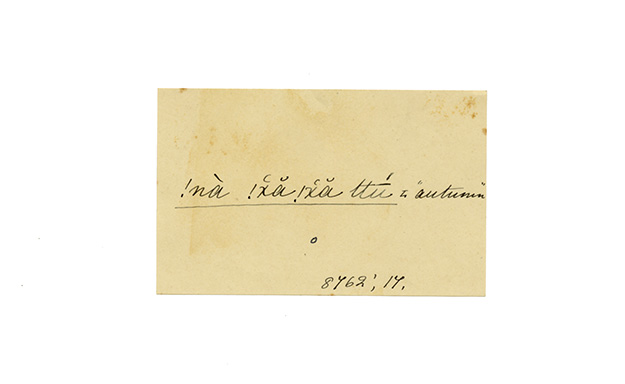 !nà !x̆́ă !x̆́ă ttú = "autumn"
8762', 17.